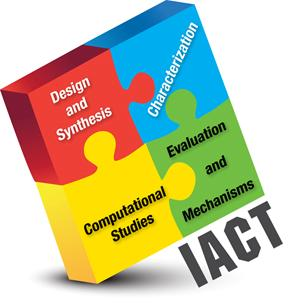 Design
and
Synthesis
Characterization
Evaluation
and
Mechanisms
Computational
Studies
IACT